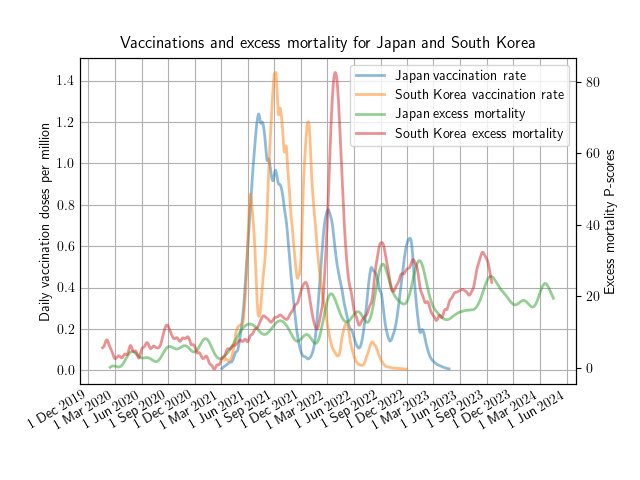 Vaccinations and excess mortality for Japan and South Korea
Japan vaccination rate
South Korea vaccination rate
Japan excess mortality
South Korea excess mortality
Daily vaccination doses per million
1.4
1.2
1.0
0.8
0.6
0.4
0.2
0.0
80
60
40
20
0
Excess mortality P-scores
1 Dec 2019
1 Mar 2020
1 Jun 2020
1 Sep 2020
1 Dec 2020
1 Mar 2021
1 Jun 2021
1 Sep 2021
1 Dec 2021
1 Mar 2022
1 Jun 2022
1 Sep 2022
1 Dec 2022
1 Mar 2023
1 Jun 2023
1 Sep 2023
1 Dec 2023
1 Mar 2024
1 Jun 2024